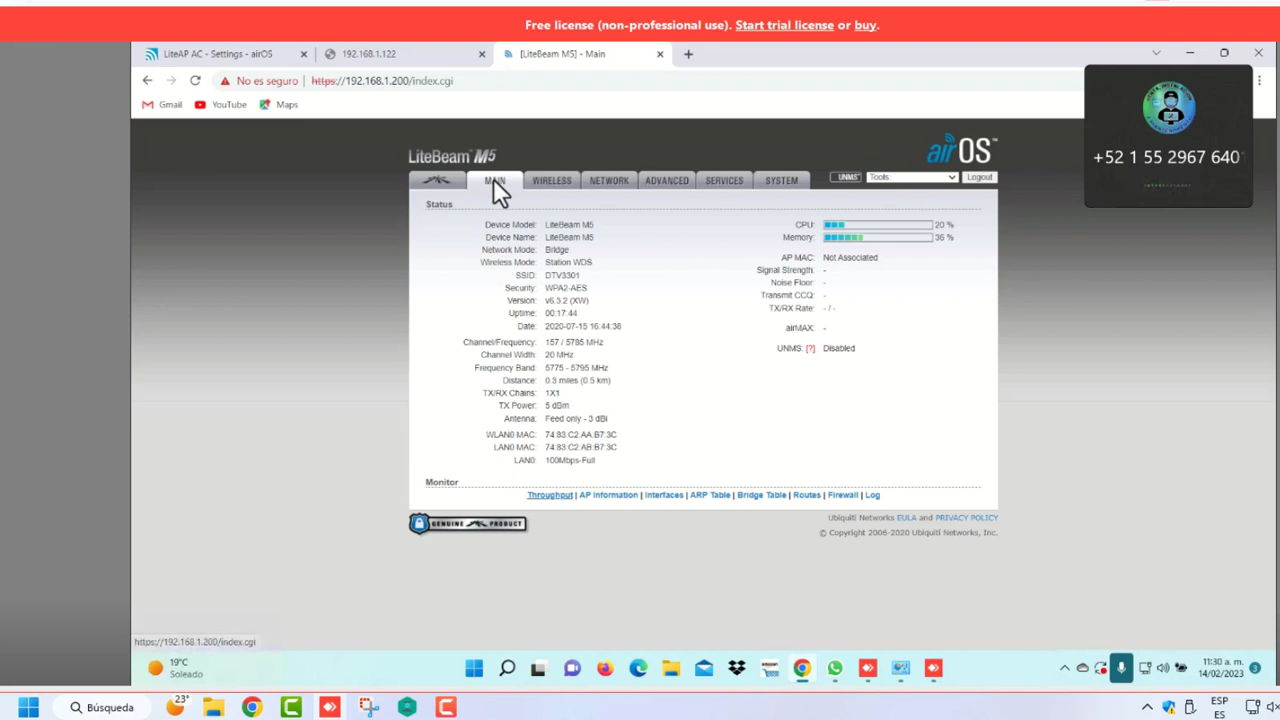 Free license (non-professional use). Start trial license or buy.
LiteAP AC - Settings - airOS
192.168.1.122
[LiteBeam M5] - Main
No es seguro
https://192.168.1.200/index.cgi
Gmail YouTube Maps
+52 1 55 2967 640
LiteBeam M5
airOS
MAIN WIRELESS NETWORK ADVANCED SERVICES SYSTEM
UNMS Tools: Logout
Status
Device Model: LiteBeam M5
Device Name: LiteBeam M5
Network Mode: Bridge
Wireless Mode: Station WDS
SSID: DTV3301
Security: WPA2-AES
Version: v6.3.2 (XW)
Uptime: 00:17:44
Date: 2020-07-15 16:44:38
Channel/Frequency: 157 / 5785 MHz
Channel Width: 20 MHz
Frequency Band: 5775 - 5795 MHz
Distance: 0.3 miles (0.5 km)
TX/RX Chains: 1X1
TX Power: 5 dBm
Antenna: Feed only - 3 dBi
WLAN0 MAC: 74:83:C2:AA:B7:3C
LAN0 MAC: 74:83:C2:AB:B7:3C
LAN0: 100Mbps-Full
CPU: 20 %
Memory: 36 %
AP MAC: Not Associated
Signal Strength: -
Noise Floor: -
Transmit CCQ: -
TX/RX Rate: - / -
airMAX: -
UNMS: [?] Disabled
Monitor
Throughput | AP Information | Interfaces | ARP Table | Bridge Table | Routes | Firewall | Log
GENUINE PRODUCT
Ubiquiti Networks EULA and PRIVACY POLICY
© Copyright 2006-2020 Ubiquiti Networks, Inc.
https://192.168.1.200/index.cgi
19°C
Soleado
11:30 a. m.
14/02/2023
3
Búsqueda
23°
ESP
ES